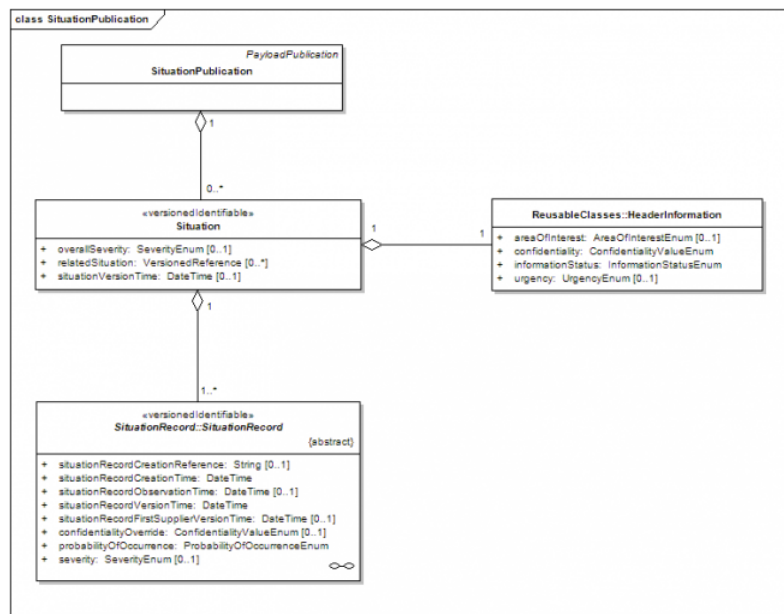 class SituationPublication
PayloadPublication
SituationPublication
1
0..*
«versionedIdentifiable»
Situation
+ overallSeverity: SeverityEnum [0..1]
+ relatedSituation: VersionedReference [0..*]
+ situationVersionTime: DateTime [0..1]
1
1
ReusableClasses::HeaderInformation
+ areaOfInterest: AreaOfInterestEnum [0..1]
+ confidentiality: ConfidentialityValueEnum
+ informationStatus: InformationStatusEnum
+ urgency: UrgencyEnum [0..1]
1
1..*
«versionedIdentifiable»
SituationRecord::SituationRecord
{abstract}
+ situationRecordCreationReference: String [0..1]
+ situationRecordCreationTime: DateTime
+ situationRecordObservationTime: DateTime [0..1]
+ situationRecordVersionTime: DateTime
+ situationRecordFirstSupplierVersionTime: DateTime [0..1]
+ confidentialityOverride: ConfidentialityValueEnum [0..1]
+ probabilityOfOccurrence: ProbabilityOfOccurrenceEnum
+ severity: SeverityEnum [0..1]